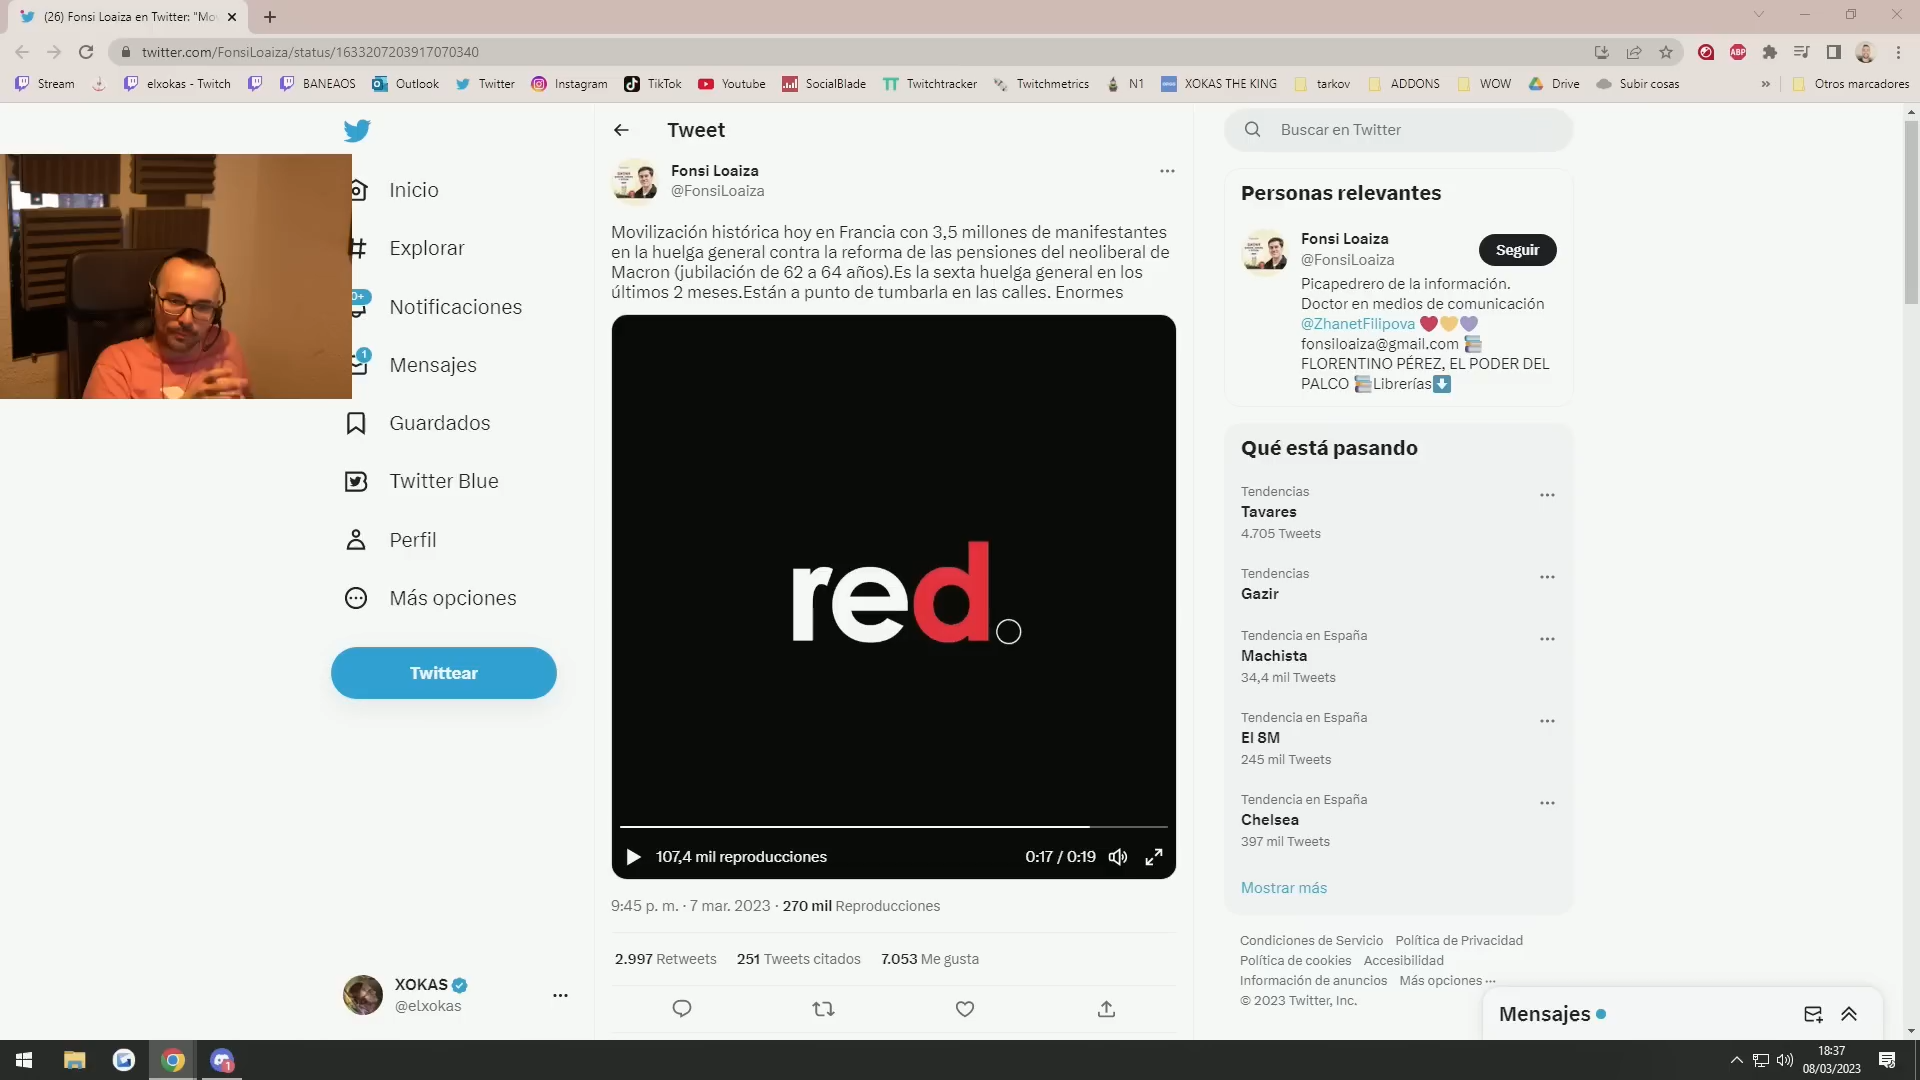 (26) Fonsi Loaiza en Twitter: "Mo
twitter.com/FonsiLoaiza/status/1633207203917070340
ABP
Stream
elxokas - Twitch
BANEAOS
Outlook
Twitter
Instagram
TikTok
Youtube
SocialBlade
TT Twitchtracker
Twitchmetrics
N1
XOKAS THE KING
tarkov
ADDONS
WOW
Drive
Subir cosas
»
Otros marcadores
Inicio
Explorar
0+
Notificaciones
1
Mensajes
Guardados
Twitter Blue
Perfil
Más opciones
Twittear
XOKAS
@elxokas
Tweet
Fonsi Loaiza
@FonsiLoaiza
Movilización histórica hoy en Francia con 3,5 millones de manifestantes
en la huelga general contra la reforma de las pensiones del neoliberal de
Macron (jubilación de 62 a 64 años).Es la sexta huelga general en los
últimos 2 meses.Están a punto de tumbarla en las calles. Enormes
red.
107,4 mil reproducciones
0:17 / 0:19
9:45 p. m. · 7 mar. 2023 · 270 mil Reproducciones
2.997 Retweets 251 Tweets citados 7.053 Me gusta
Buscar en Twitter
Personas relevantes
Fonsi Loaiza
@FonsiLoaiza
Seguir
Picapedrero de la información.
Doctor en medios de comunicación
@ZhanetFilipova
fonsiloaiza@gmail.com
FLORENTINO PÉREZ, EL PODER DEL
PALCO Librerías
Qué está pasando
Tendencias
Tavares
4.705 Tweets
Tendencias
Gazir
Tendencia en España
Machista
34,4 mil Tweets
Tendencia en España
El 8M
245 mil Tweets
Tendencia en España
Chelsea
397 mil Tweets
Mostrar más
Condiciones de Servicio Política de Privacidad
Política de cookies Accesibilidad
Información de anuncios Más opciones ···
© 2023 Twitter, Inc.
Mensajes
1
18:37
08/03/2023